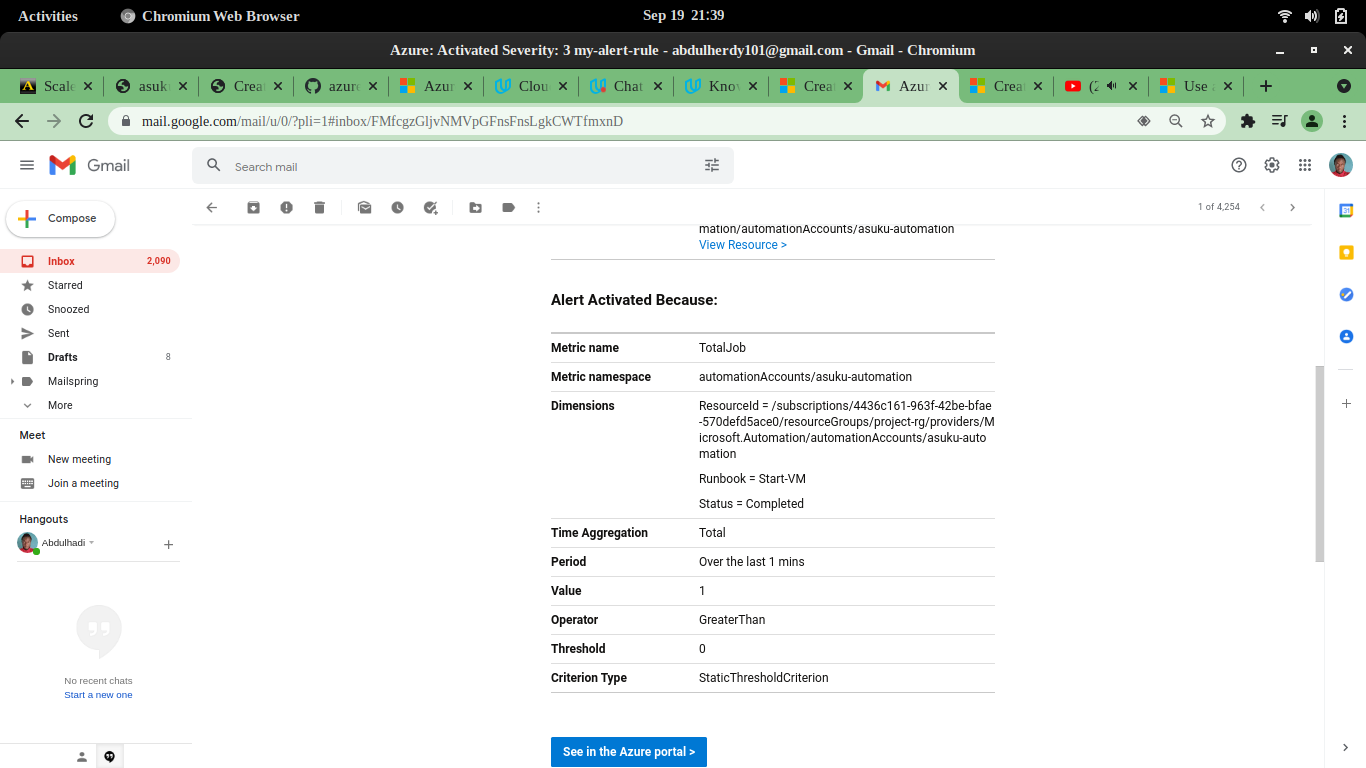 Activities
Chromium Web Browser
Sep 19 21:39
Azure: Activated Severity: 3 my-alert-rule - abdulherdy101@gmail.com - Gmail - Chromium
Scale
asuku
Creat
azure
Azur
Clou
Chat
Knov
Creat
Azur
Creat
(2
Use a
mail.google.com/mail/u/0/?pli=1#inbox/FMfcgzGljvNMVpGFnsFnsLgkCWTfmxnD
Gmail
Search mail
Compose
1 of 4,254
Inbox 2,090
Starred
Snoozed
Sent
Drafts 8
Mailspring
More
Meet
New meeting
Join a meeting
Hangouts
Abdulhadi
No recent chats
Start a new one
mation/automationAccounts/asuku-automation
View Resource >
Alert Activated Because:
Metric name TotalJob
Metric namespace automationAccounts/asuku-automation
Dimensions ResourceId = /subscriptions/4436c161-963f-42be-bfae
-570defd5ace0/resourceGroups/project-rg/providers/M
icrosoft.Automation/automationAccounts/asuku-auto
mation
Runbook = Start-VM
Status = Completed
Time Aggregation Total
Period Over the last 1 mins
Value 1
Operator GreaterThan
Threshold 0
Criterion Type StaticThresholdCriterion
See in the Azure portal >
31